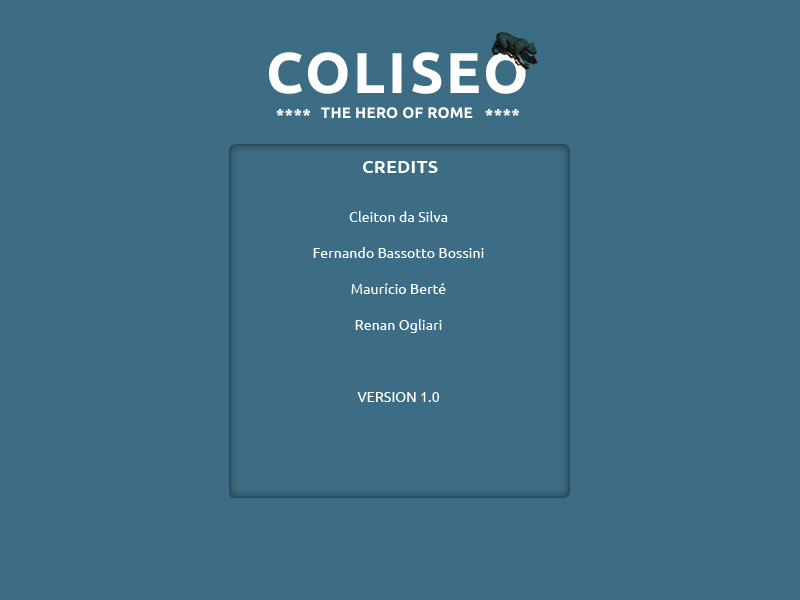 COLISEO
**** THE HERO OF ROME ****
CREDITS
Cleiton da Silva
Fernando Bassotto Bossini
Maurício Berté
Renan Ogliari
VERSION 1.0